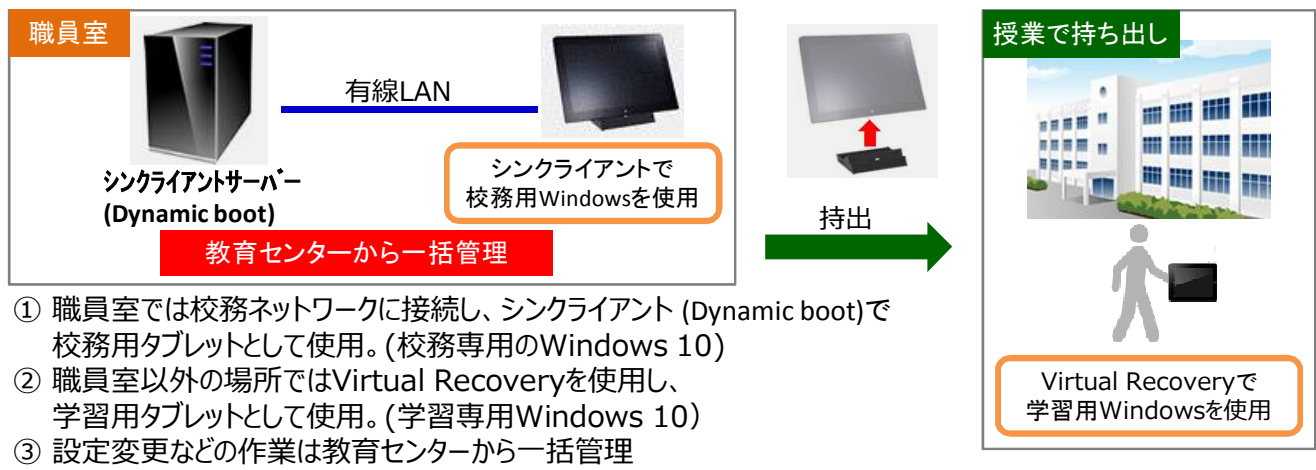 職員室
有線LAN
シンクライアントサーバー
(Dynamic boot)
シンクライアントで
校務用Windowsを使用
教育センターから一括管理
持出
授業で持ち出し
Virtual Recoveryで
学習用Windowsを使用
① 職員室では校務ネットワークに接続し、シンクライアント (Dynamic boot)で
校務用タブレットとして使用。(校務専用のWindows 10)
② 職員室以外の場所ではVirtual Recoveryを使用し、
学習用タブレットとして使用。(学習専用Windows 10）
③ 設定変更などの作業は教育センターから一括管理